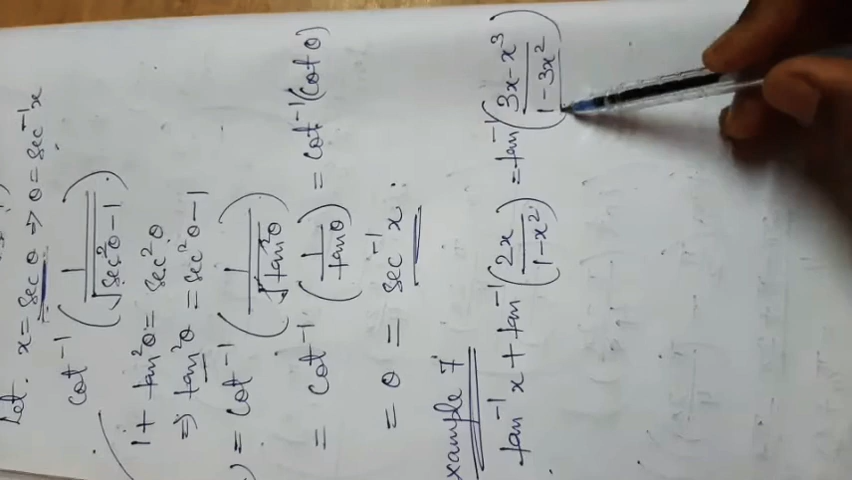 Let. x = sec θ ⇒ θ = sec⁻¹x
cot⁻¹(1/√(sec²θ-1))
1 + tan²θ = sec²θ
⇒ tan²θ = sec²θ-1
= cot⁻¹(1/√tan²θ)
= cot⁻¹(1/tanθ) = cot⁻¹(cotθ)
= θ = sec⁻¹ x.
xample 7
tan⁻¹x + tan⁻¹(2x/1-x²) = tan⁻¹(3x-x³/1-3x²)